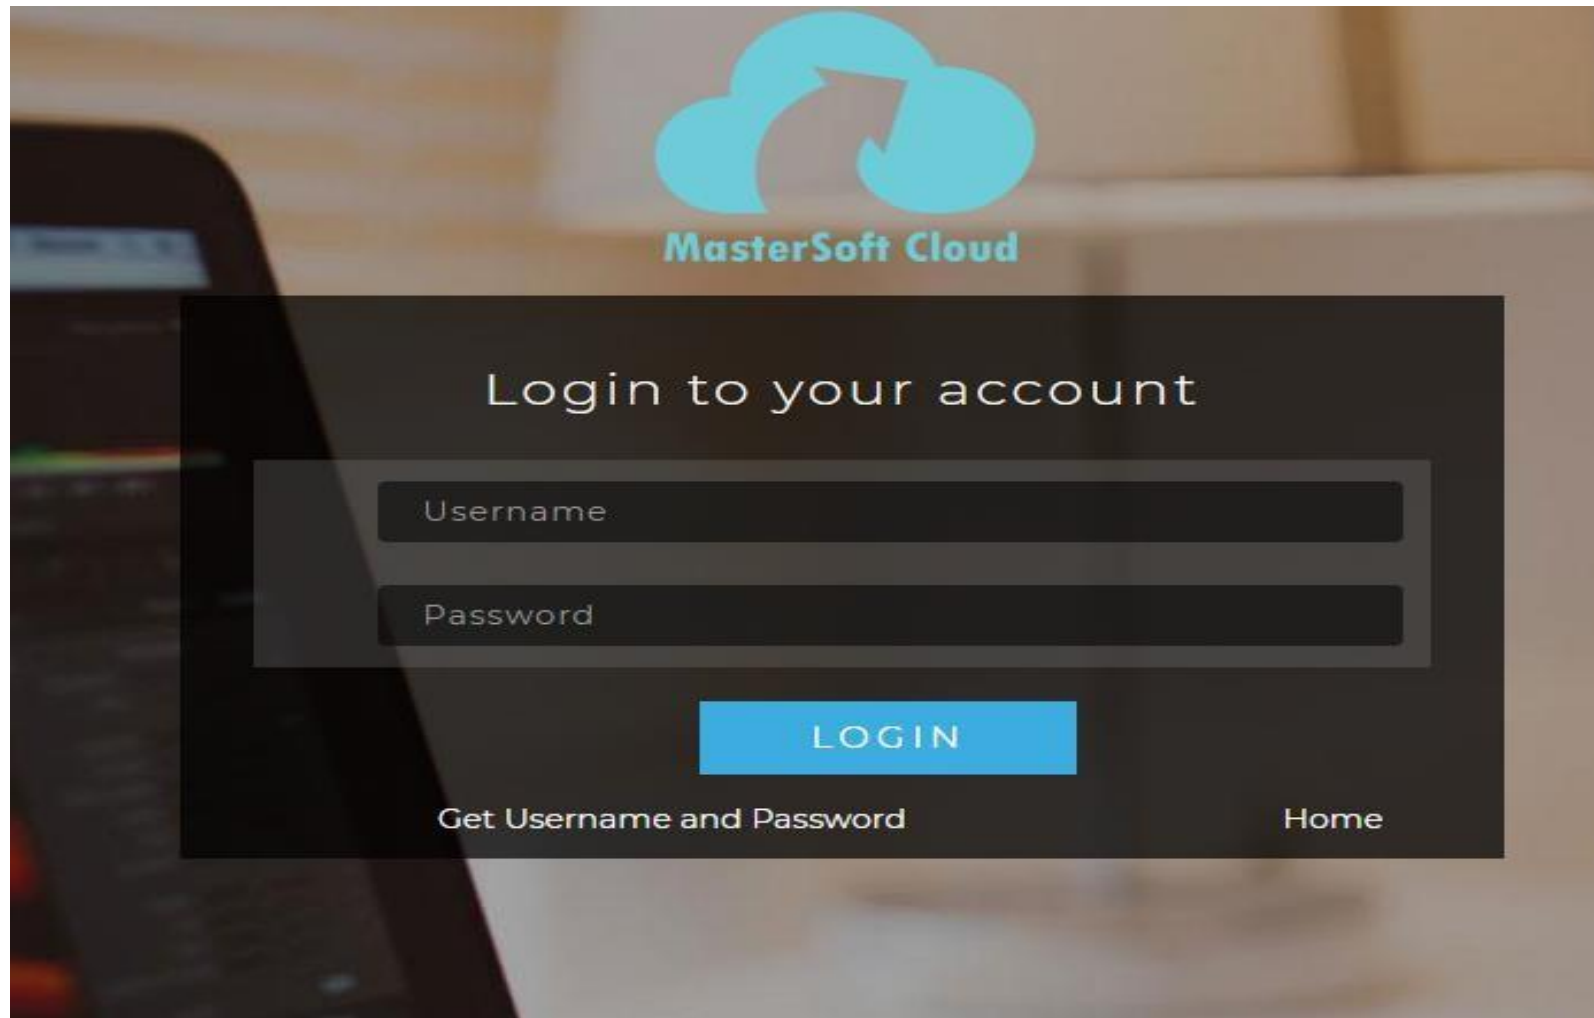 MasterSoft Cloud
Login to your account
Username
Password
LOGIN
Get Username and Password Home